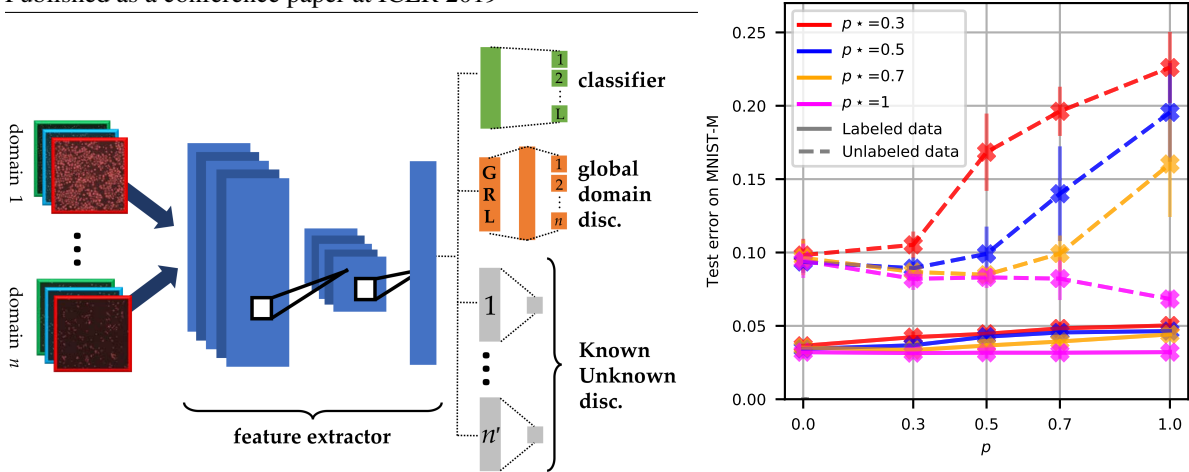 Published as a conference paper at ICLR 2019
domain 1
domain n
feature extractor
1
2
L
classifier
G
R
L
1
2
n
global
domain
disc.
1
n'
Known
Unknown
disc.
p ⋆ =0.3
p ⋆ =0.5
p ⋆ =0.7
p ⋆ =1
Labeled data
Unlabeled data
Test error on MNIST-M
0.25
0.20
0.15
0.10
0.05
0.00
0.0 0.3 0.5 0.7 1.0
p